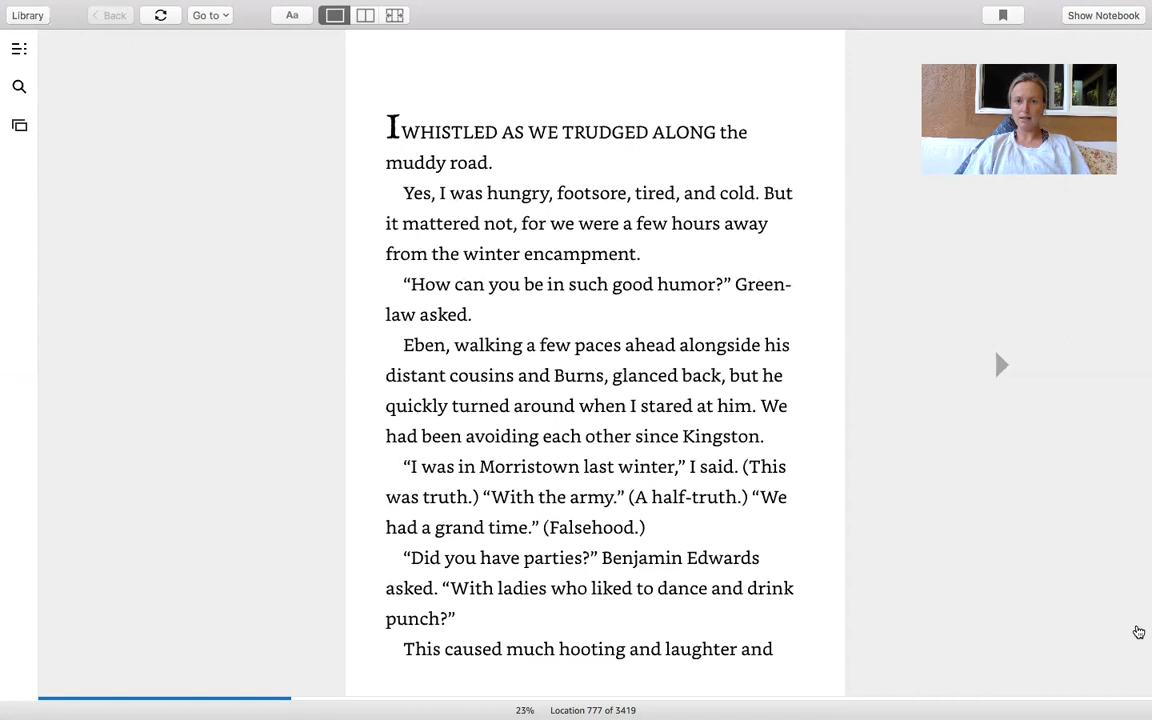 Library
Back
Go to
Aa
Show Notebook
I WHISTLED AS WE TRUDGED ALONG the
muddy road.
Yes, I was hungry, footsore, tired, and cold. But
it mattered not, for we were a few hours away
from the winter encampment.
“How can you be in such good humor?” Green-
law asked.
Eben, walking a few paces ahead alongside his
distant cousins and Burns, glanced back, but he
quickly turned around when I stared at him. We
had been avoiding each other since Kingston.
“I was in Morristown last winter,” I said. (This
was truth.) “With the army.” (A half-truth.) “We
had a grand time.” (Falsehood.)
“Did you have parties?” Benjamin Edwards
asked. “With ladies who liked to dance and drink
punch?”
This caused much hooting and laughter and
23%
Location 777 of 3419